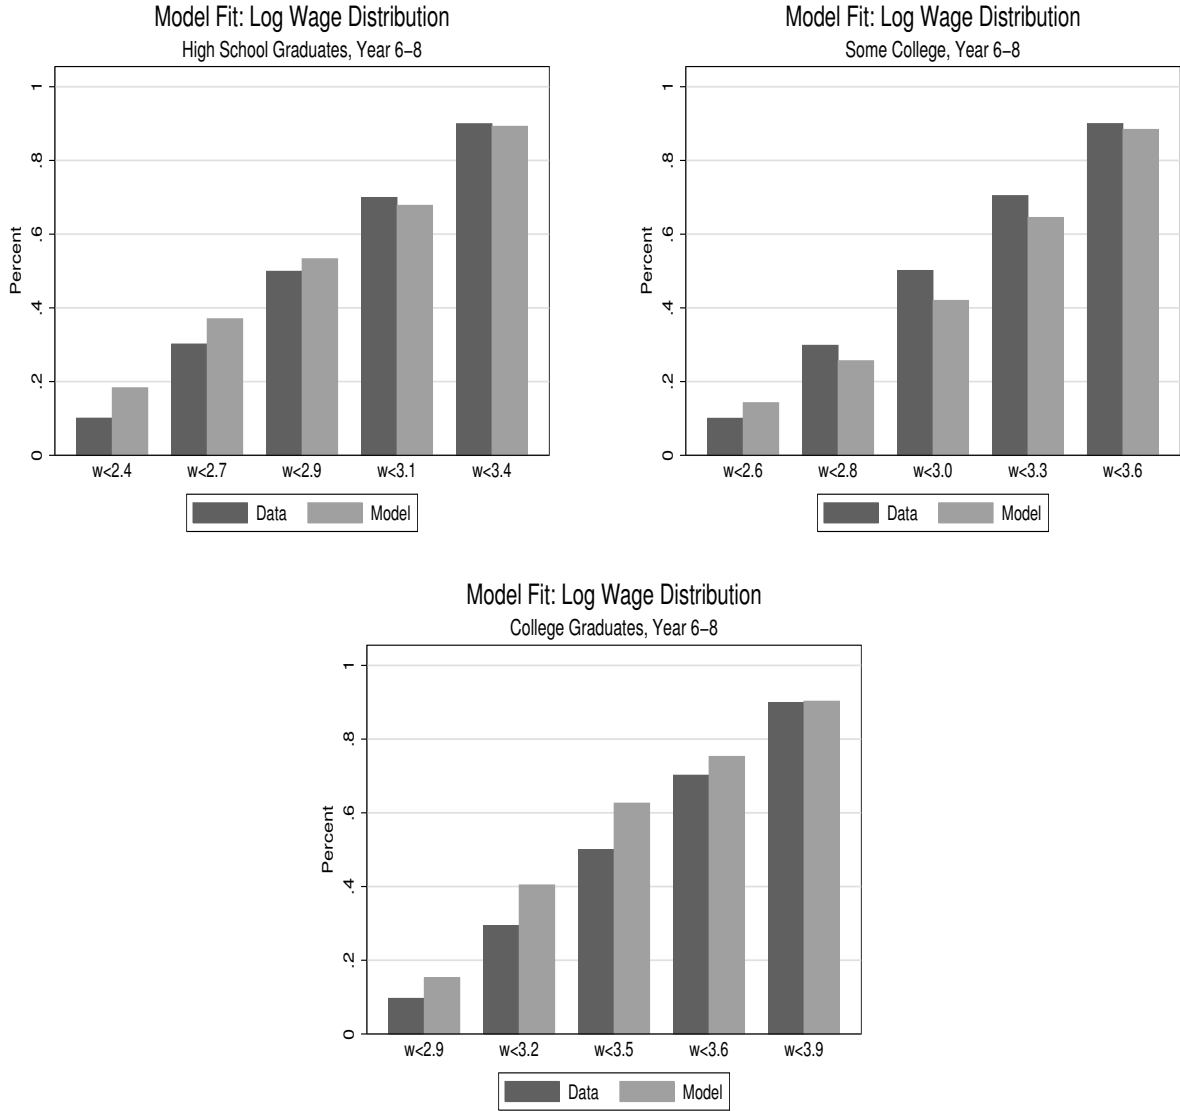 Model Fit: Log Wage Distribution
High School Graduates, Year 6−8
Percent
1
.8
.6
.4
.2
0
w<2.4 w<2.7 w<2.9 w<3.1 w<3.4
Data Model
Model Fit: Log Wage Distribution
Some College, Year 6−8
Percent
1
.8
.6
.4
.2
0
w<2.6 w<2.8 w<3.0 w<3.3 w<3.6
Data Model
Model Fit: Log Wage Distribution
College Graduates, Year 6−8
Percent
1
.8
.6
.4
.2
0
w<2.9 w<3.2 w<3.5 w<3.6 w<3.9
Data Model